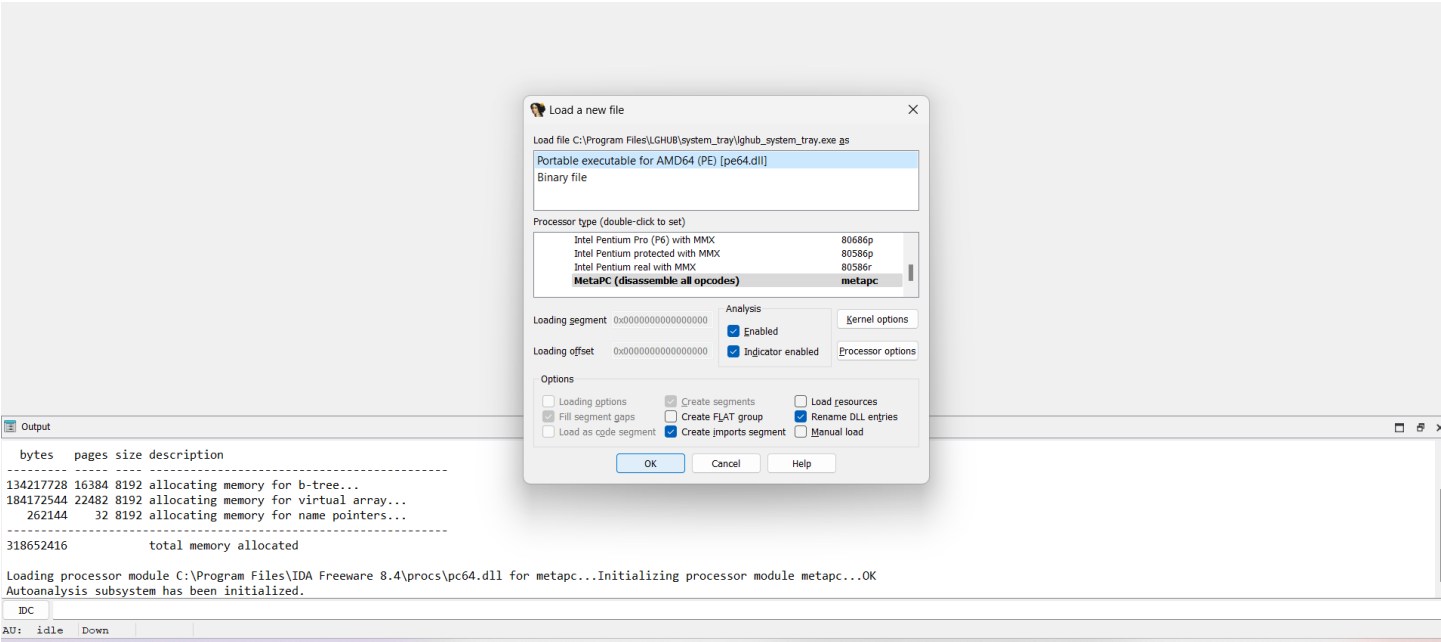 Load a new file
Load file C:\Program Files\LGHUB\system_tray\lghub_system_tray.exe as
Portable executable for AMD64 (PE) [pe64.dll]
Binary file
Processor type (double-click to set)
Intel Pentium Pro (P6) with MMX 80686p
Intel Pentium protected with MMX 80586p
Intel Pentium real with MMX 80586r
MetaPC (disassemble all opcodes) metapc
Analysis
Loading segment 0x0000000000000000
Enabled
Kernel options
Loading offset 0x0000000000000000
Indicator enabled
Processor options
Options
Loading options Create segments Load resources
Fill segment gaps Create FLAT group Rename DLL entries
Load as code segment Create imports segment Manual load
OK Cancel Help
Output
bytes pages size description
--------- ----- ---- --------------------------------------------
134217728 16384 8192 allocating memory for b-tree...
184172544 22482 8192 allocating memory for virtual array...
262144 32 8192 allocating memory for name pointers...
-----------------------------------------------------------------
318652416 total memory allocated
Loading processor module C:\Program Files\IDA Freeware 8.4\procs\pc64.dll for metapc...Initializing processor module metapc...OK
Autoanalysis subsystem has been initialized.
IDC
AU: idle Down